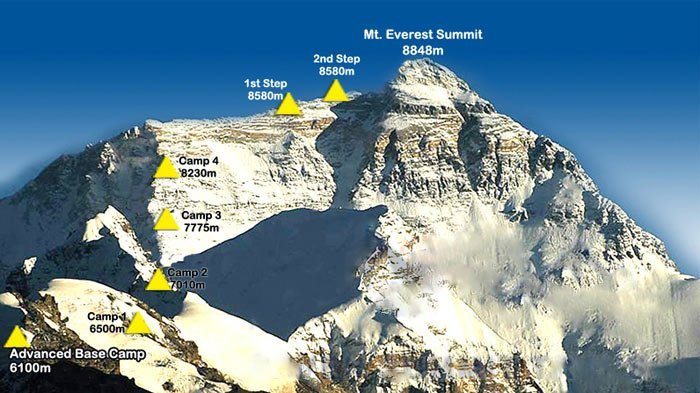 Mt. Everest Summit
8848m
2nd Step
8580m
1st Step
8580m
Camp 4
8230m
Camp 3
7775m
Camp 2
7010m
Camp 1
6500m
Advanced Base Camp
6100m